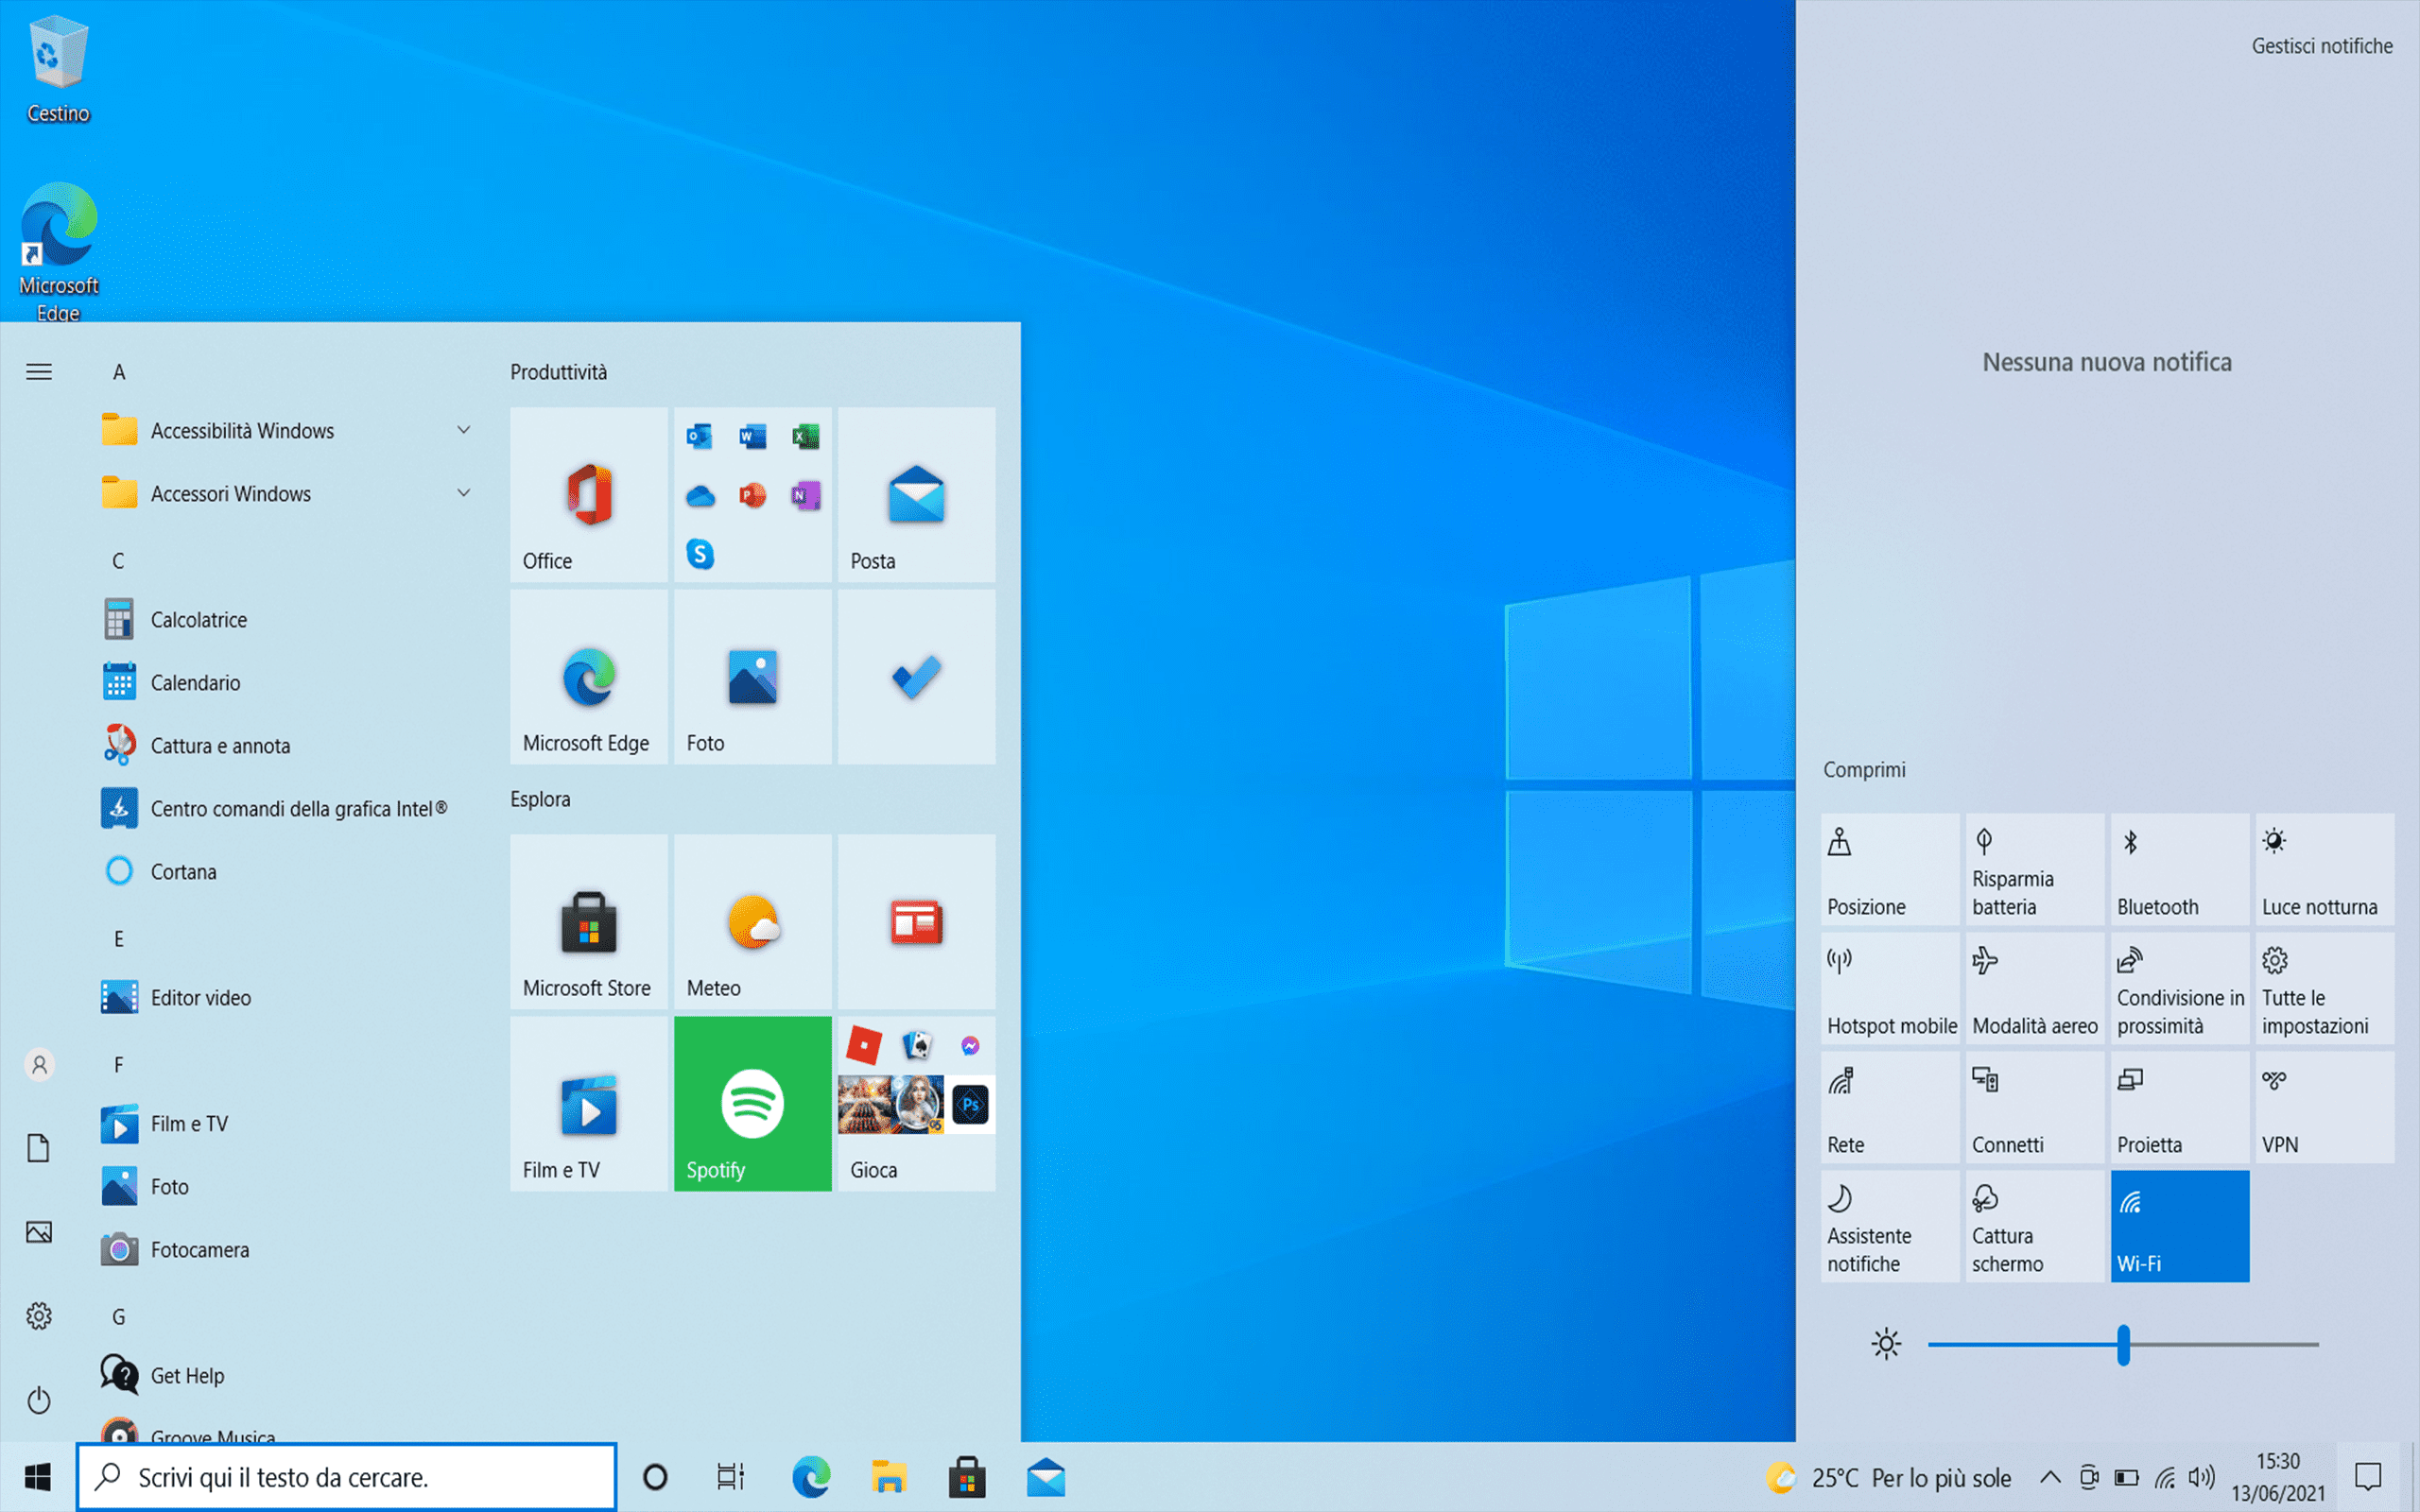 Cestino
Microsoft
Edge
A
Accessibilità Windows
Accessori Windows
C
Calcolatrice
Calendario
Cattura e annota
Centro comandi della grafica Intel®
Cortana
E
Editor video
F
Film e TV
Foto
Fotocamera
G
Get Help
Groove Musica
Produttività
Office
Posta
Microsoft Edge
Foto
Esplora
Microsoft Store
Meteo
Film e TV
Spotify
Ps
Gioca
Gestisci notifiche
Nessuna nuova notifica
Comprimi
Posizione
Risparmia
batteria
Bluetooth
Luce notturna
Hotspot mobile
Modalità aereo
Condivisione in
prossimità
Tutte le
impostazioni
Rete
Connetti
Proietta
VPN
Assistente
notifiche
Cattura
schermo
Wi-Fi
Scrivi qui il testo da cercare.
25°C Per lo più sole
15:30
13/06/2021